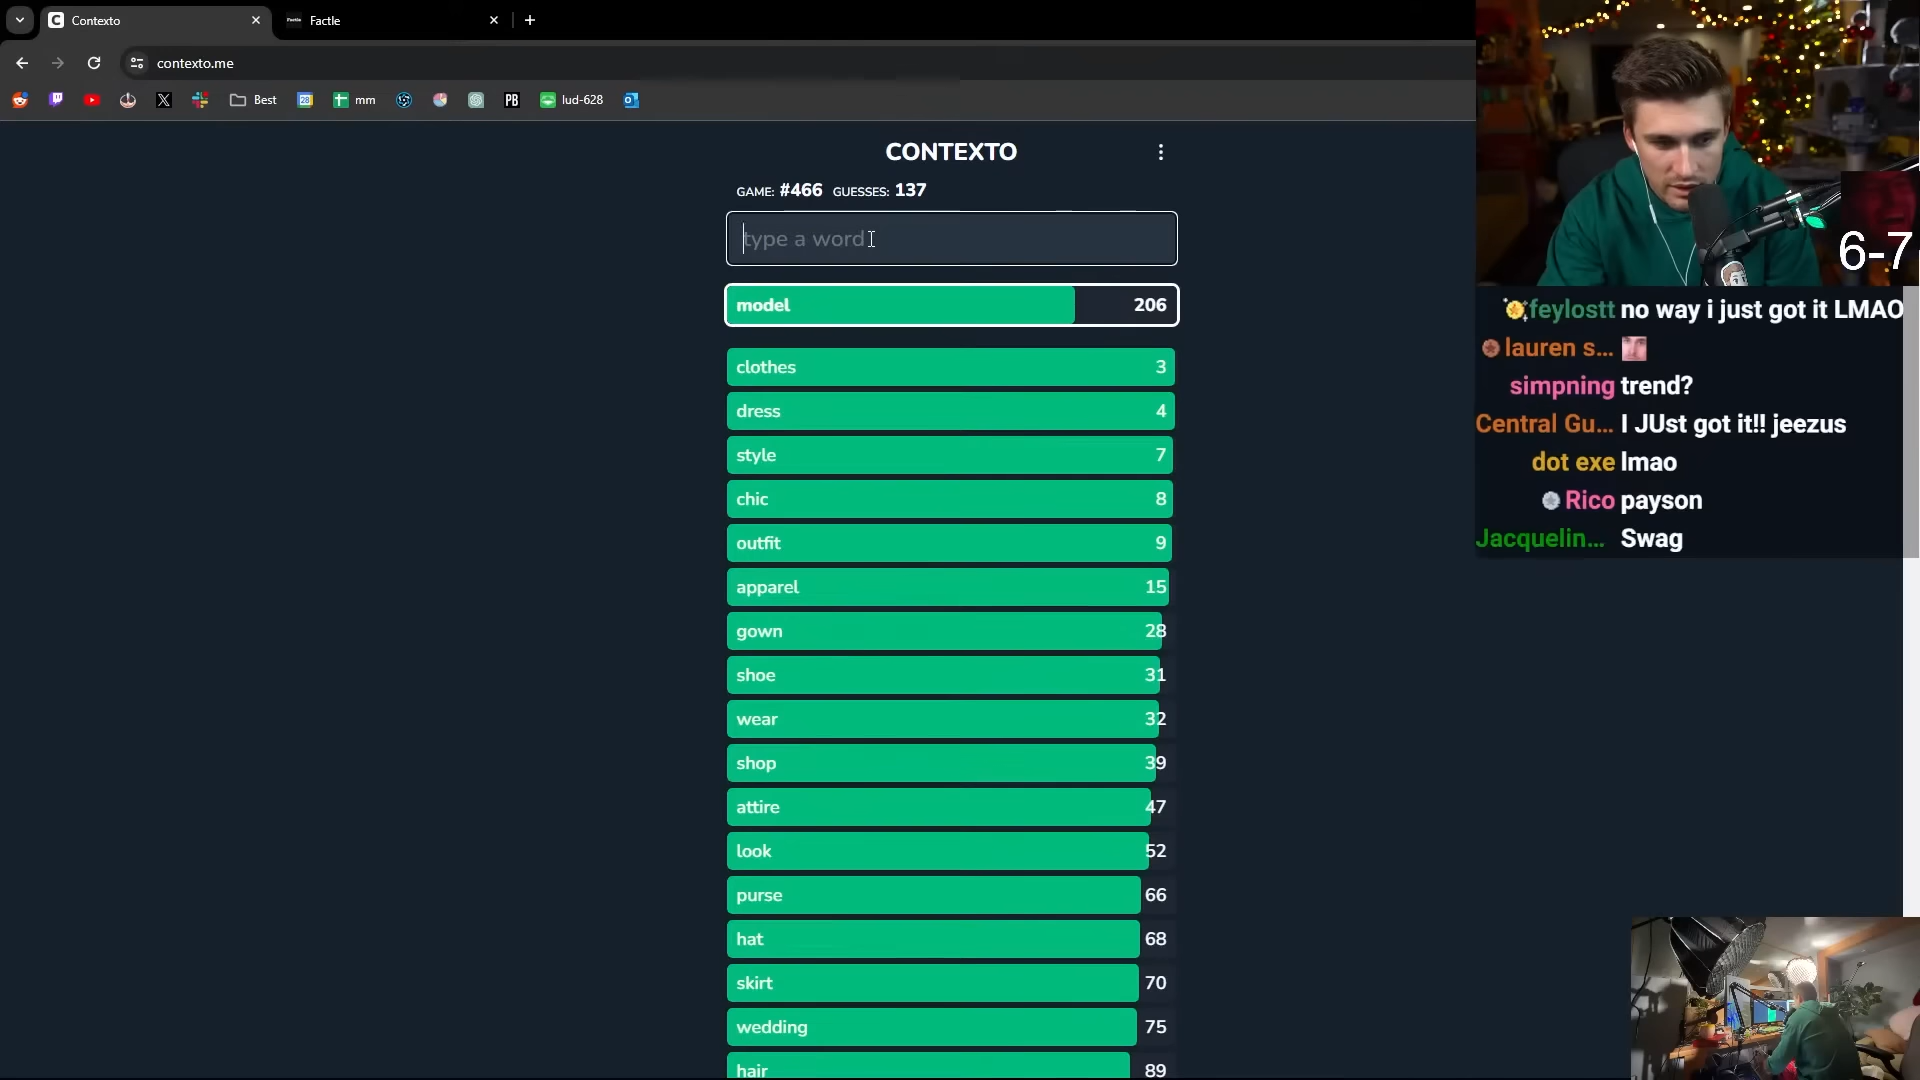 Contexto
Factle
contexto.me
Best
28
mm
PB
lud-628
CONTEXTO
GAME: #466 GUESSES: 137
type a word
model 206
clothes 3
dress 4
style 7
chic 8
outfit 9
apparel 15
gown 28
shoe 31
wear 32
shop 39
attire 47
look 52
purse 66
hat 68
skirt 70
wedding 75
hair 89
6-7
feylostt no way i just got it LMAO
lauren s...
simpning trend?
Central Gu... I JUst got it!! jeezus
dot exe lmao
Rico payson
Jacquelin... Swag